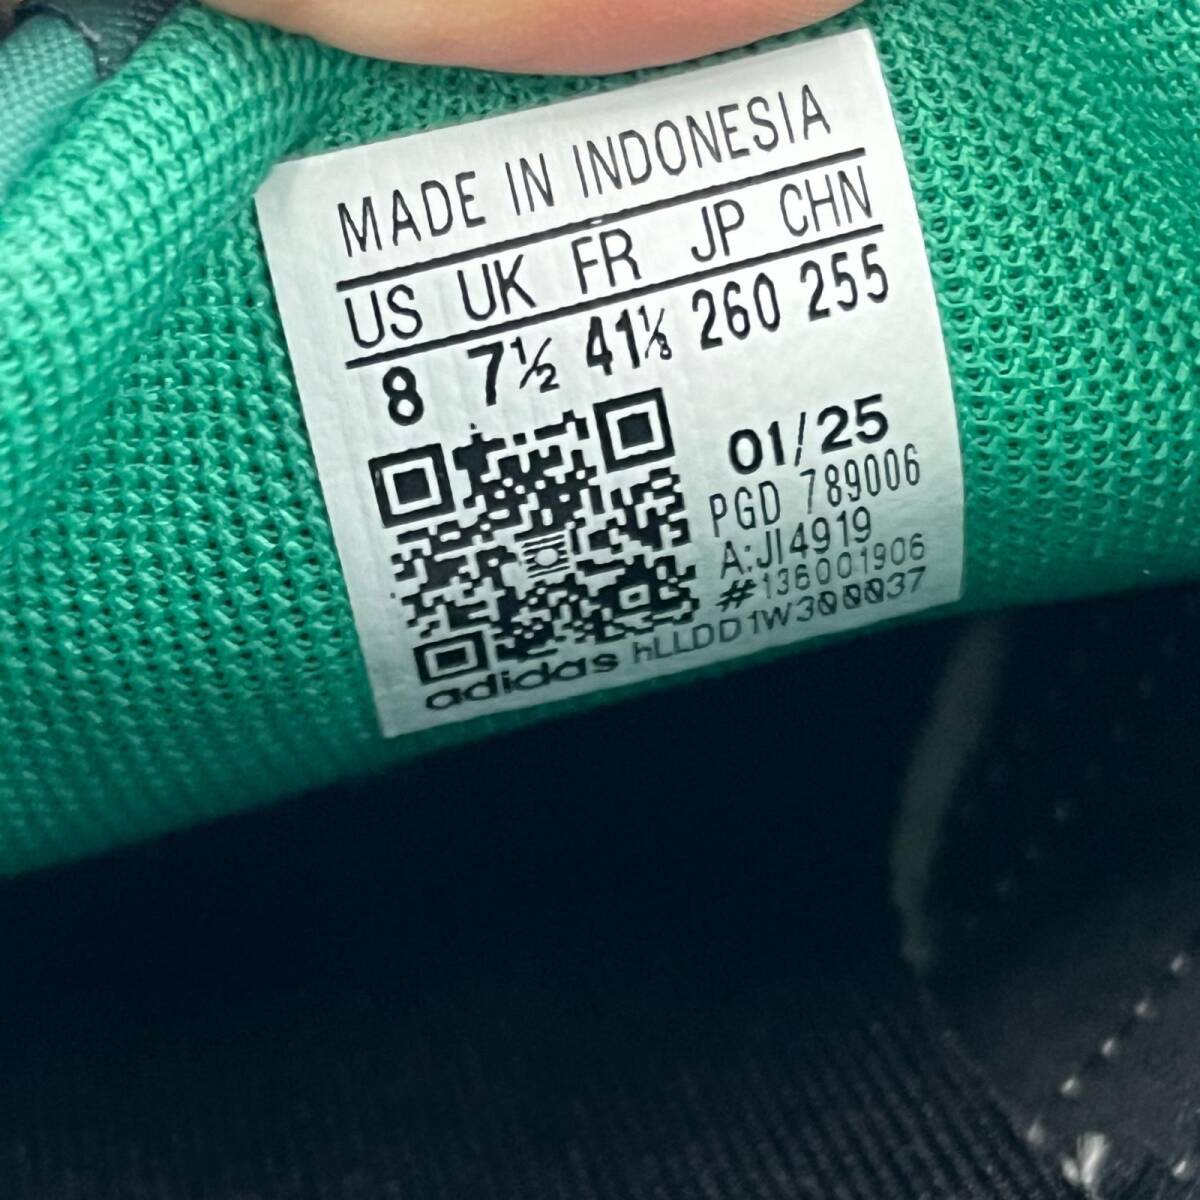 MADE IN INDONESIA
US UK FR JP CHN
8 7½ 41⅓ 260 255
01/25
PGD 789006
A:JI4919
#136001906
adidas hLLDD1W300037